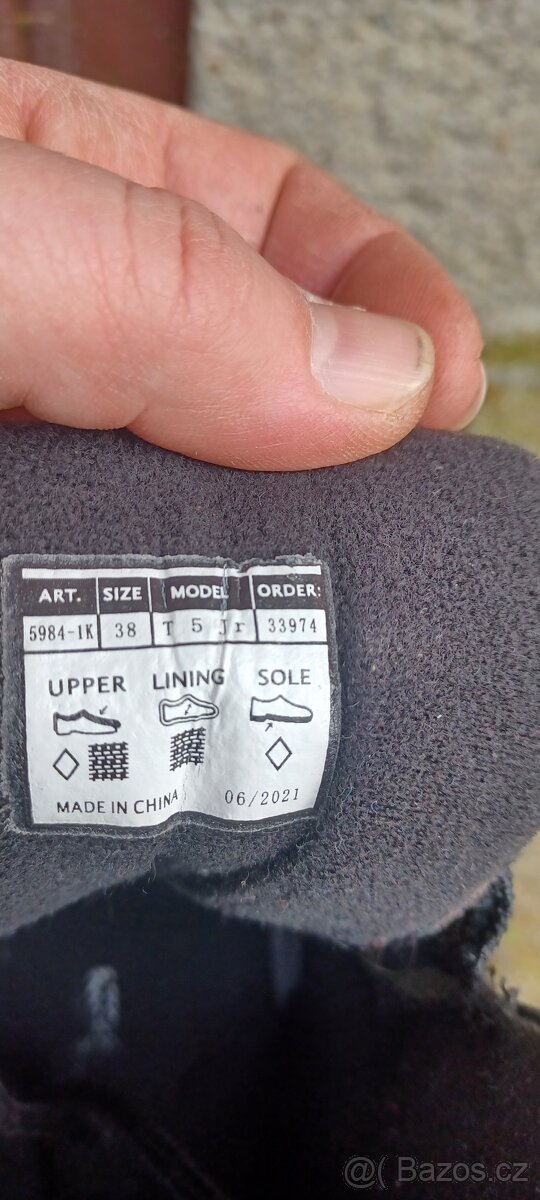 ART. SIZE MODEL ORDER:
5984-1K 38 T 5 Jr 33974
UPPER LINING SOLE
MADE IN CHINA 06/2021
@( Bazos.cz